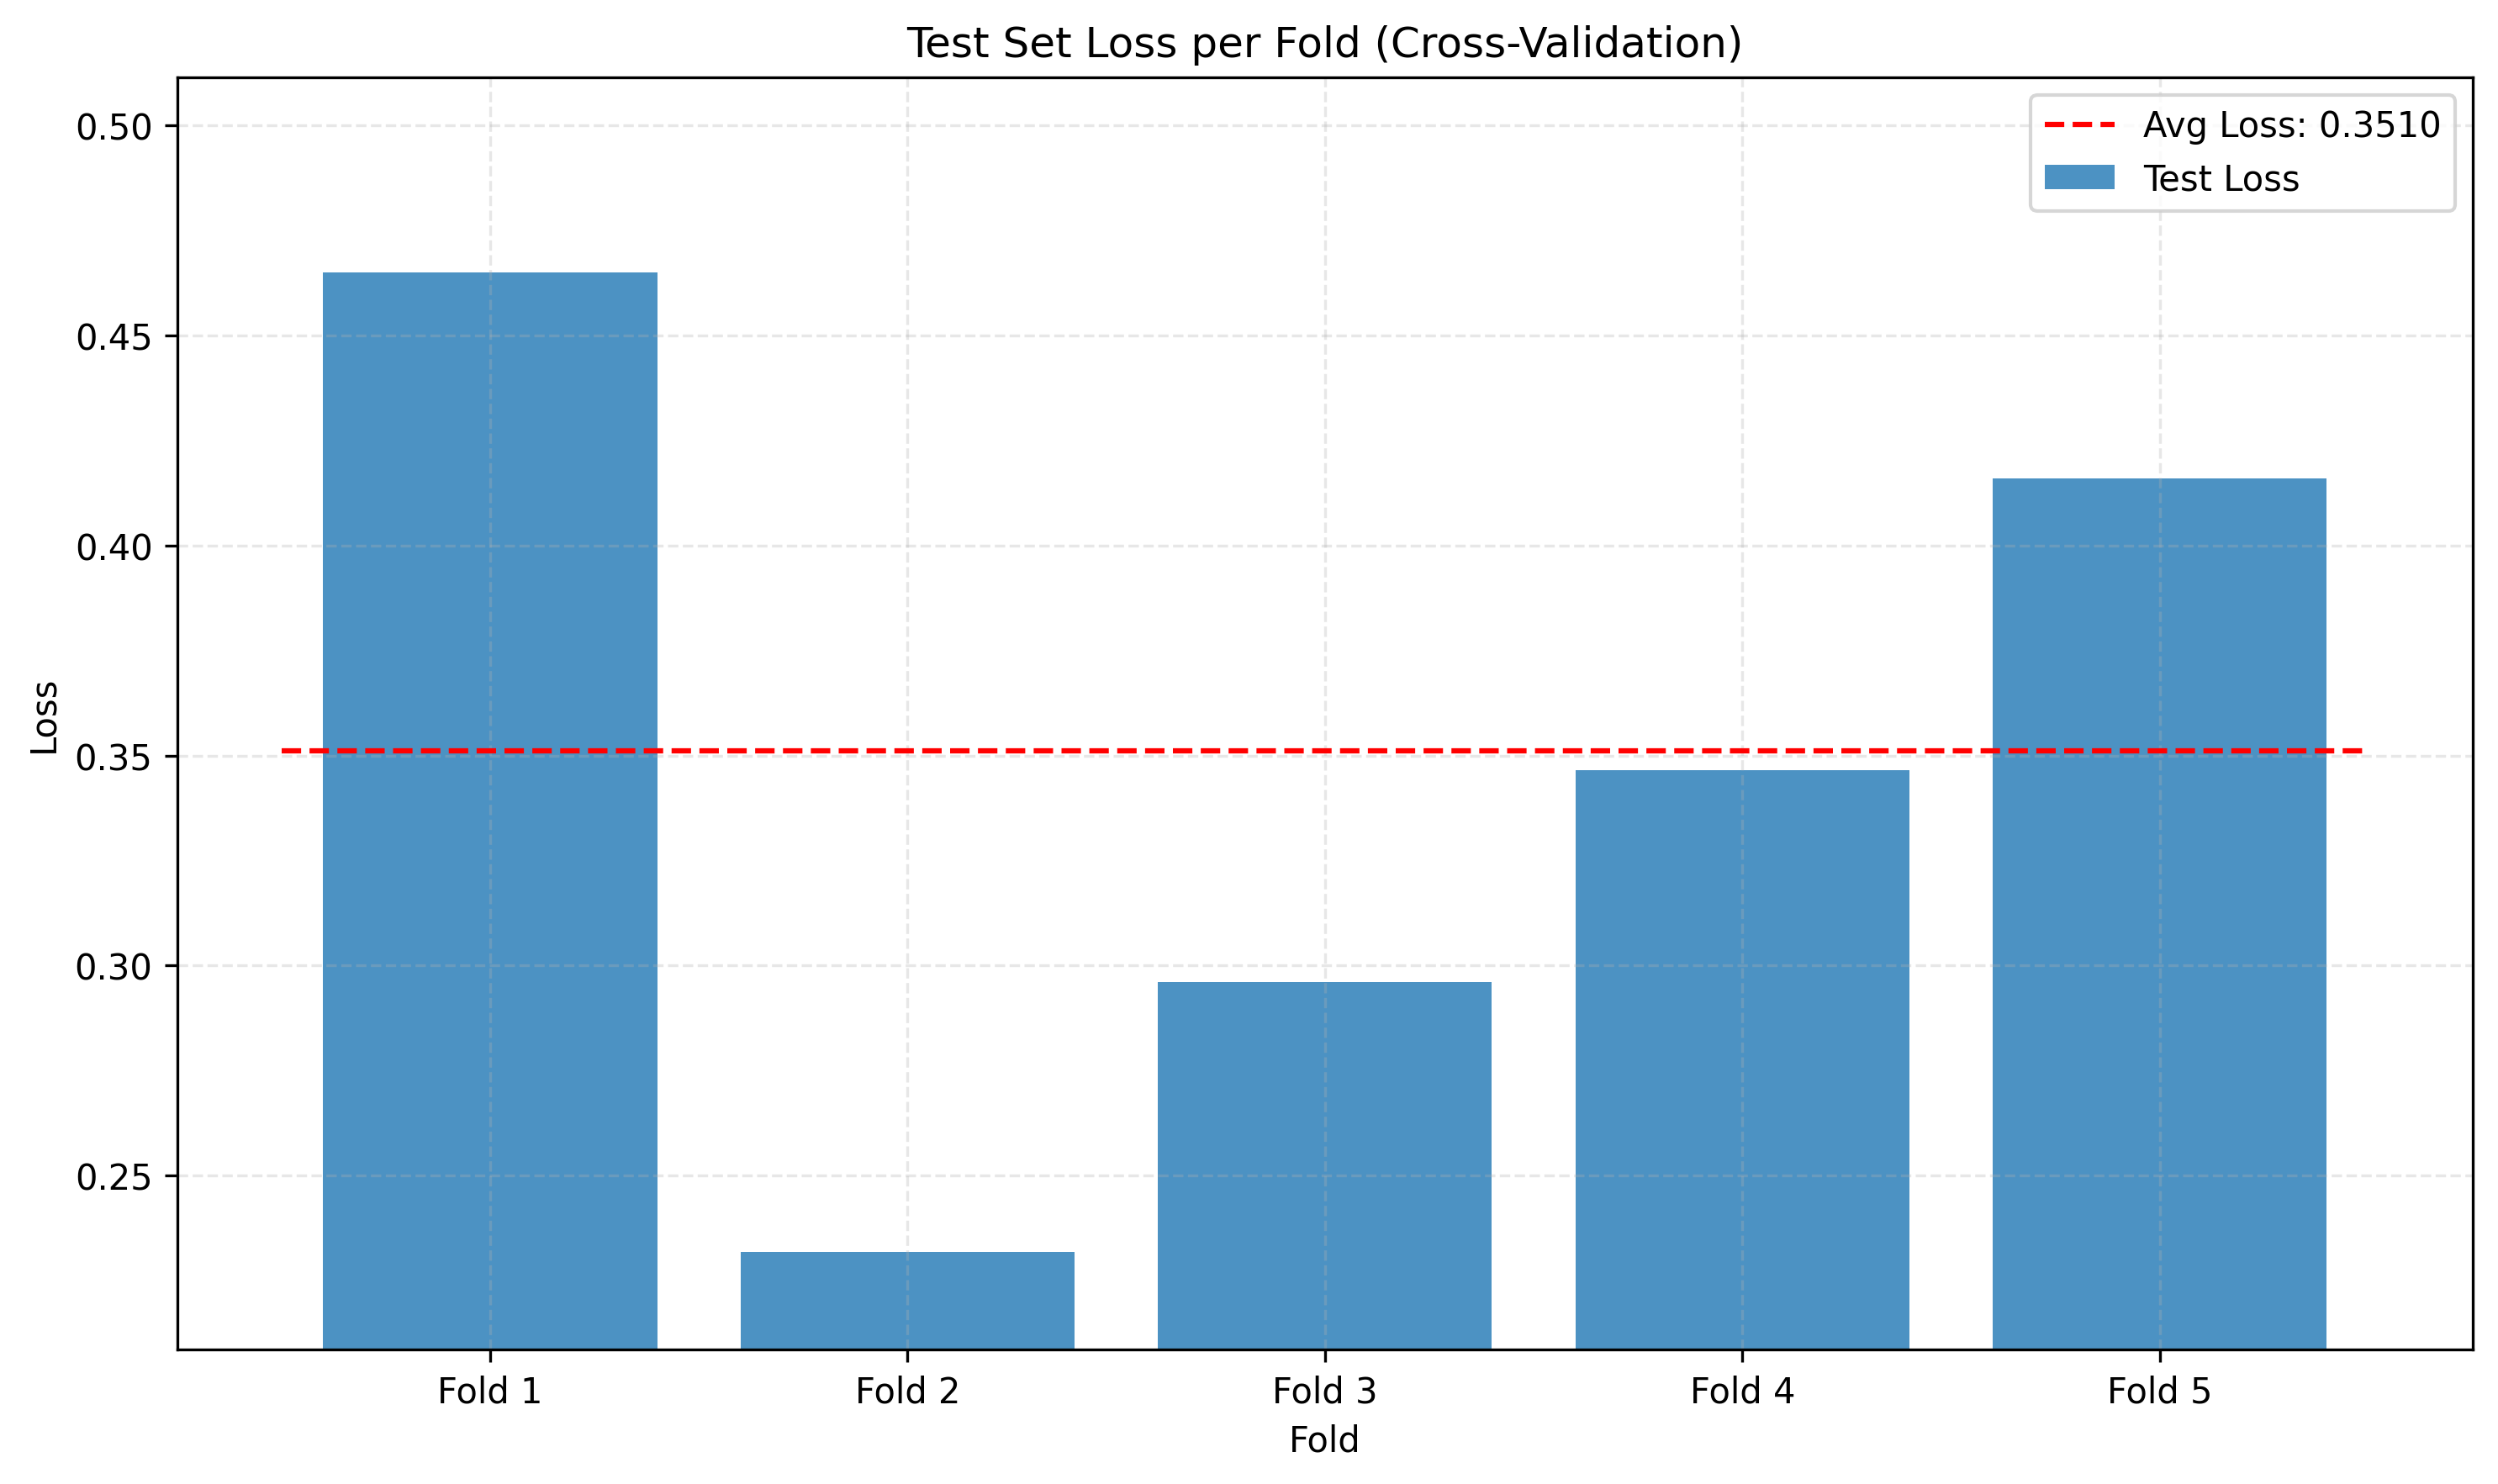 Test Set Loss per Fold (Cross-Validation)
Avg Loss: 0.3510
Test Loss
0.50
0.45
0.40
0.35
0.30
0.25
Loss
Fold 1
Fold 2
Fold 3
Fold 4
Fold 5
Fold